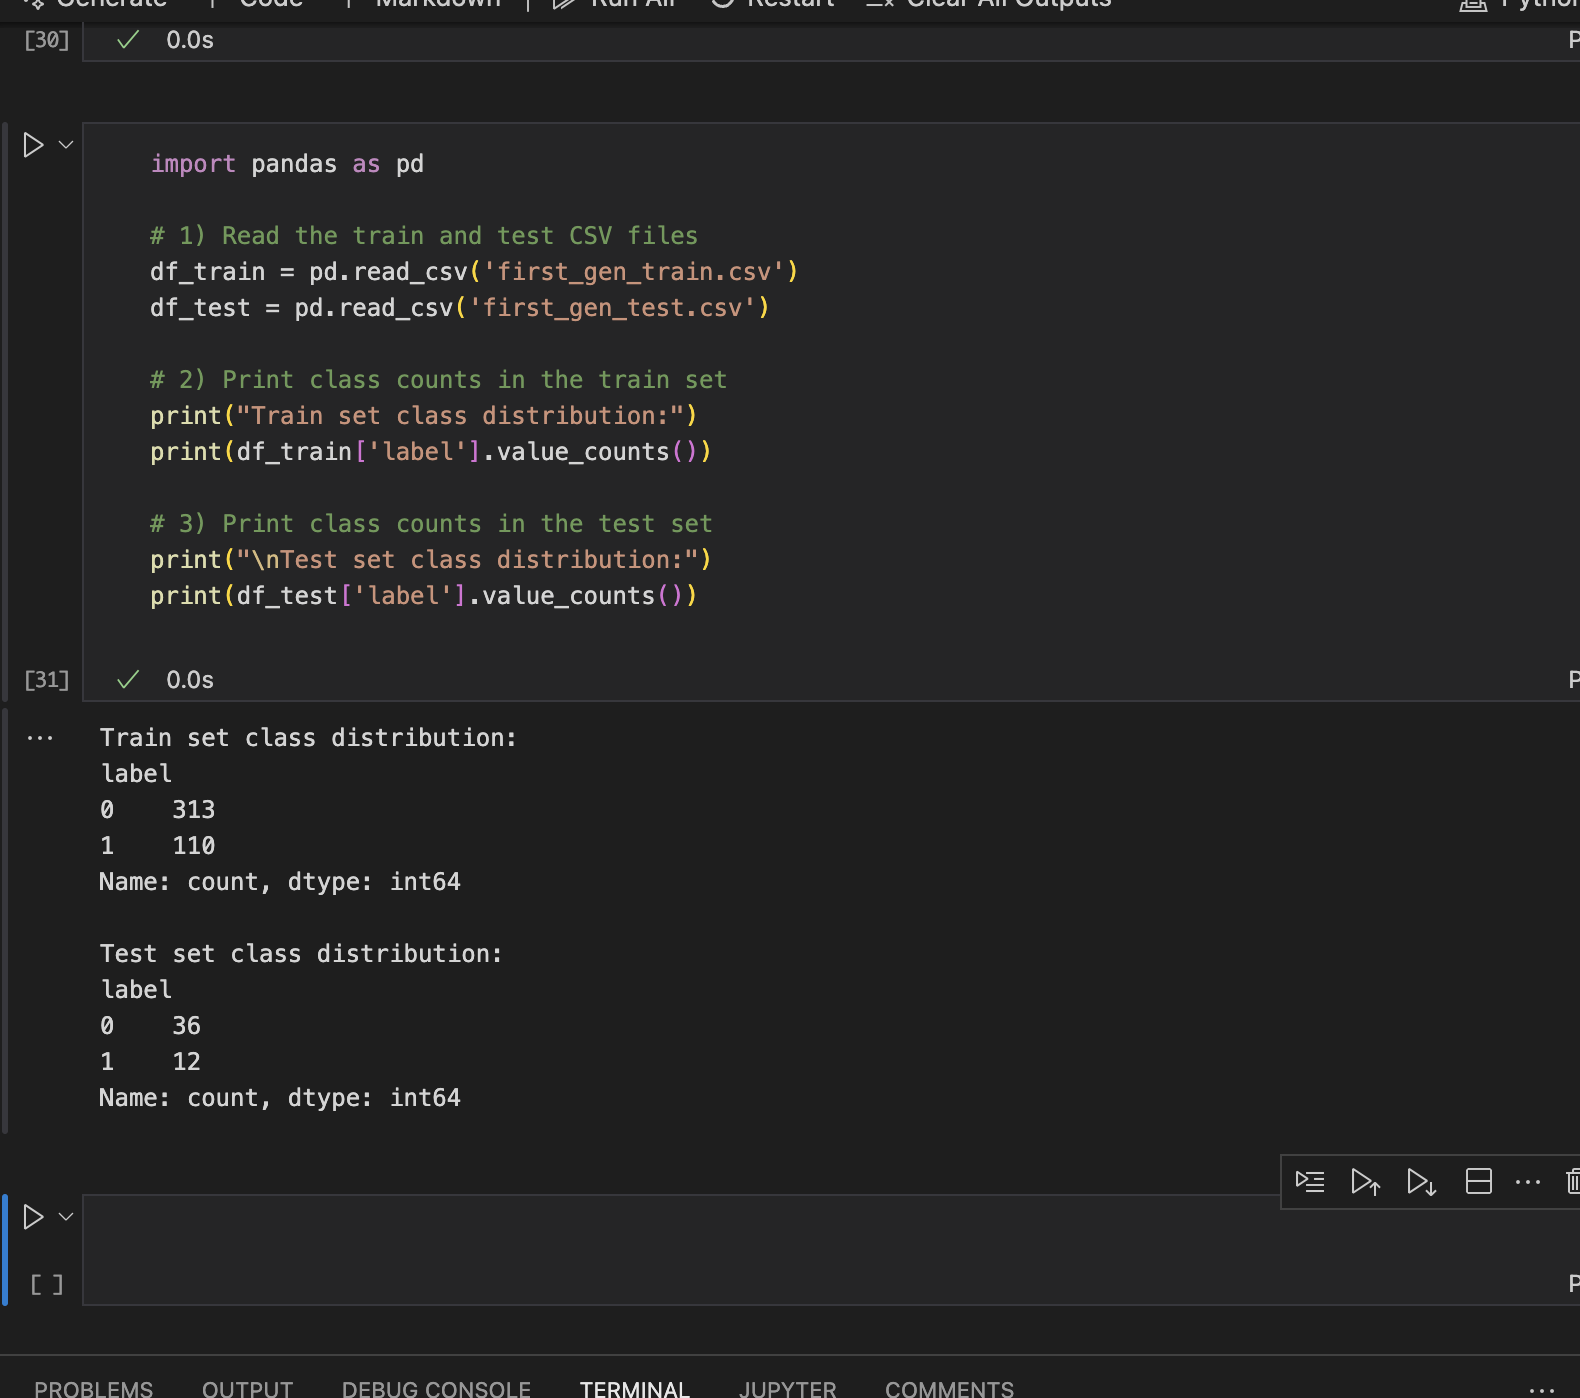 Generate Code Markdown Run All Restart Clear All Outputs Python
[30] 0.0s P
import pandas as pd
# 1) Read the train and test CSV files
df_train = pd.read_csv('first_gen_train.csv')
df_test = pd.read_csv('first_gen_test.csv')
# 2) Print class counts in the train set
print("Train set class distribution:")
print(df_train['label'].value_counts())
# 3) Print class counts in the test set
print("\nTest set class distribution:")
print(df_test['label'].value_counts())
[31] 0.0s P
... Train set class distribution:
label
0    313
1    110
Name: count, dtype: int64
Test set class distribution:
label
0    36
1    12
Name: count, dtype: int64
[ ] P
PROBLEMS OUTPUT DEBUG CONSOLE TERMINAL JUPYTER COMMENTS ...